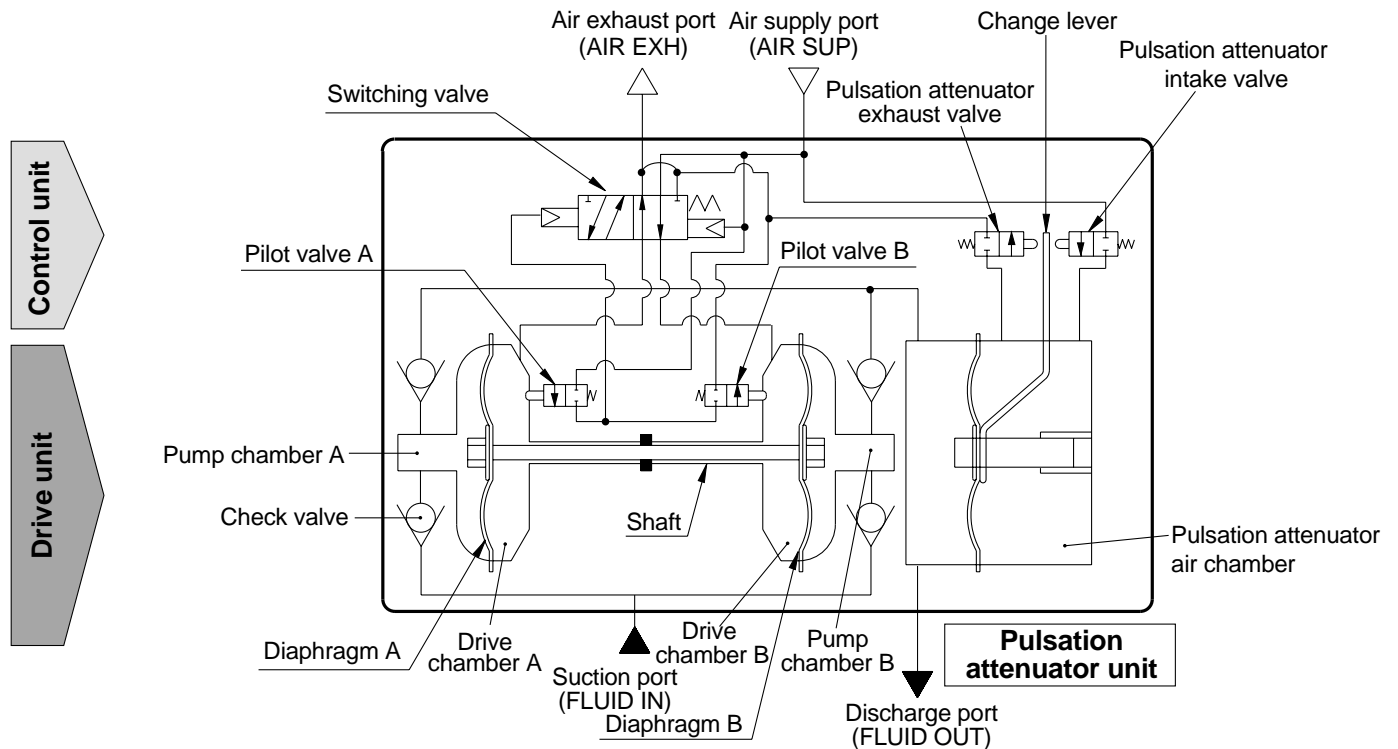 Air exhaust port
(AIR EXH)
Air supply port
(AIR SUP)
Change lever
Pulsation attenuator
intake valve
Pulsation attenuator
exhaust valve
Switching valve
Control unit
Pilot valve A
Pilot valve B
Drive unit
Pump chamber A
Check valve
Shaft
Pulsation attenuator
air chamber
Diaphragm A
Drive
chamber A
Suction port
(FLUID IN)
Drive
chamber B
Diaphragm B
Pump
chamber B
Pulsation
attenuator unit
Discharge port
(FLUID OUT)